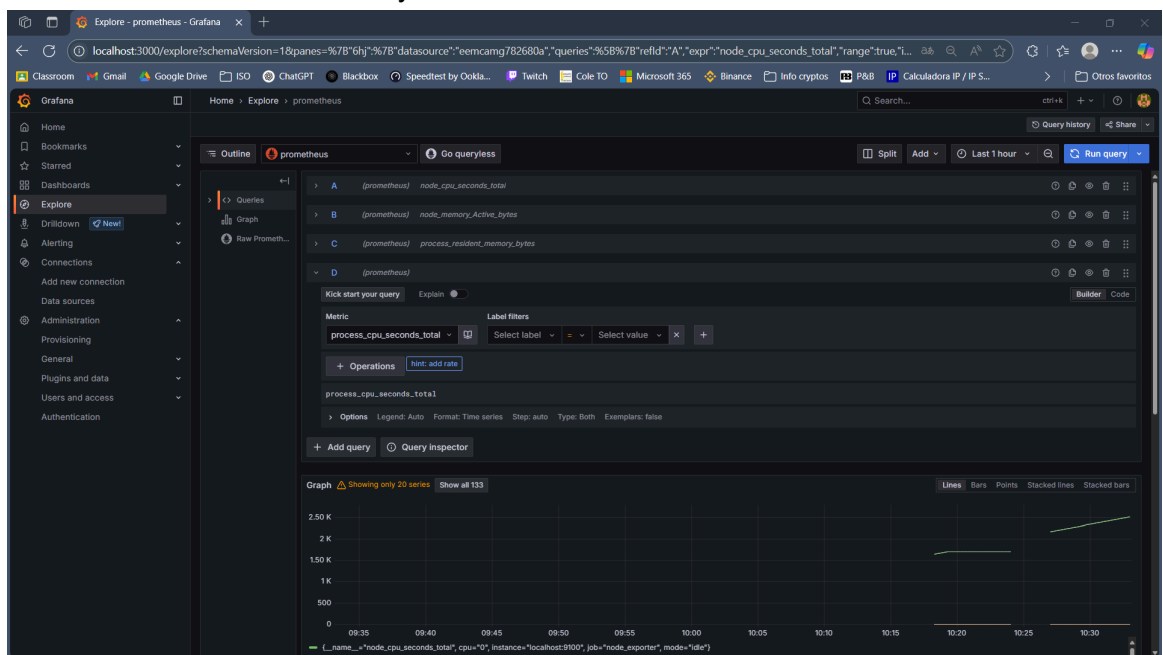 Explore - prometheus - Grafana
localhost:3000/explore?schemaVersion=1&panes=%7B"6hj":%7B"datasource":"eemcamg782680a","queries":%5B%7B"refId":"A","expr":"node_cpu_seconds_total","range":true,"i...
Classroom Gmail Google Drive ISO ChatGPT Blackbox Speedtest by Ookla... Twitch Cole TO Microsoft 365 Binance Info cryptos P&B IP Calculadora IP / IP S... Otros favoritos
Grafana
Home > Explore > prometheus
Search...
ctrl+k
Query history Share
Home
Bookmarks
Starred
Dashboards
Explore
Drilldown New!
Alerting
Connections
Add new connection
Data sources
Administration
Provisioning
General
Plugins and data
Users and access
Authentication
Outline prometheus Go queryless Split Add Last 1 hour Run query
Queries
Graph
Raw Prometh...
A (prometheus) node_cpu_seconds_total
B (prometheus) node_memory_Active_bytes
C (prometheus) process_resident_memory_bytes
D (prometheus)
Kick start your query Explain Builder Code
Metric Label filters
process_cpu_seconds_total Select label = Select value × +
+ Operations hint: add rate
process_cpu_seconds_total
Options Legend: Auto Format: Time series Step: auto Type: Both Exemplars: false
+ Add query Query inspector
Graph Showing only 20 series Show all 133 Lines Bars Points Stacked lines Stacked bars
2.50 K
2 K
1.50 K
1 K
500
0
09:35 09:40 09:45 09:50 09:55 10:00 10:05 10:10 10:15 10:20 10:25 10:30
{__name__="node_cpu_seconds_total", cpu="0", instance="localhost:9100", job="node_exporter", mode="idle"}